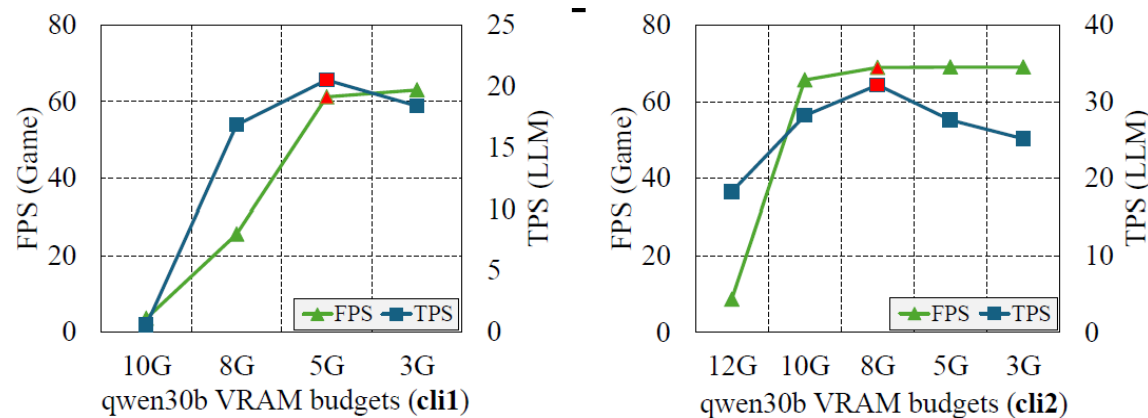 80
60
40
20
0
FPS (Game)
25
20
15
10
5
0
TPS (LLM)
FPS TPS
10G 8G 5G 3G
qwen30b VRAM budgets (cli1)
80
60
40
20
0
FPS (Game)
40
30
20
10
0
TPS (LLM)
FPS TPS
12G 10G 8G 5G 3G
qwen30b VRAM budgets (cli2)